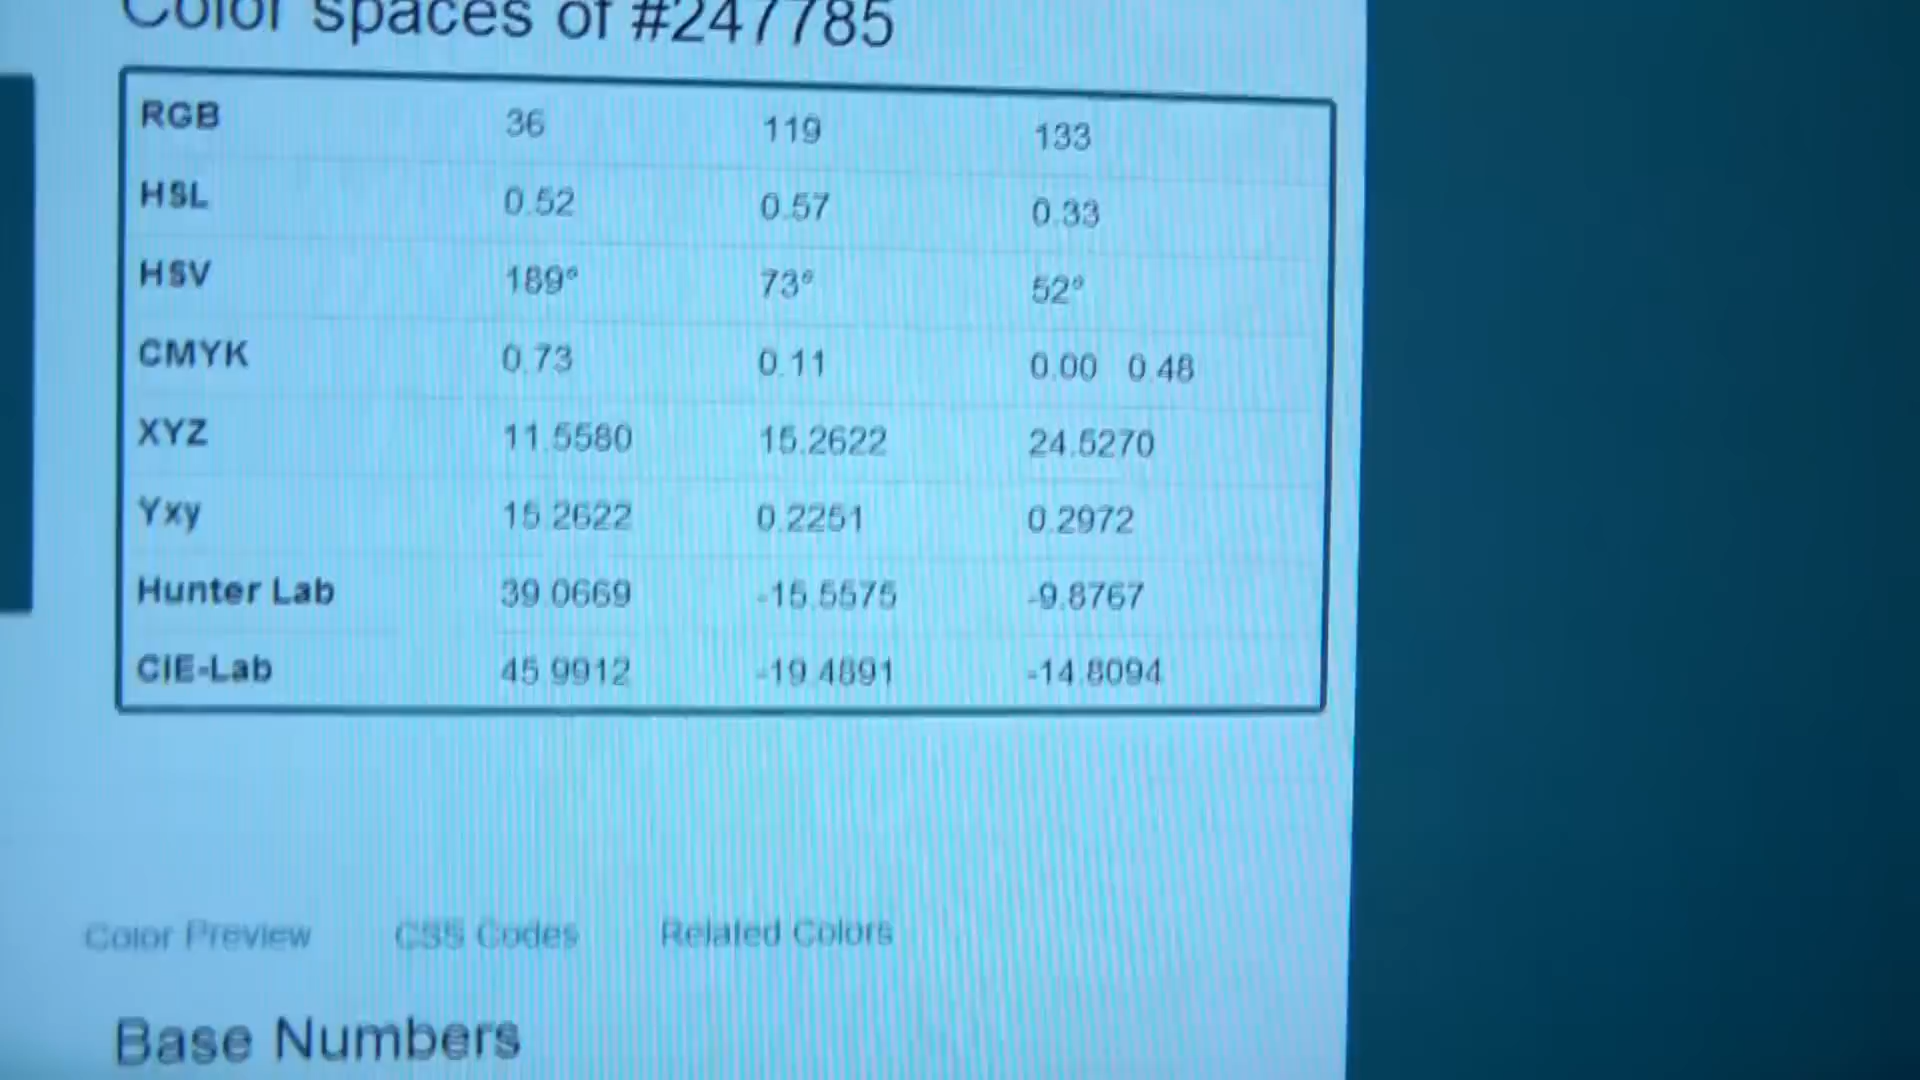 Color spaces of #247785
RGB 36 119 133
HSL 0.52 0.57 0.33
HSV 189° 73° 52°
CMYK 0.73 0.11 0.00 0.48
XYZ 11.5580 15.2622 24.5270
Yxy 15.2622 0.2251 0.2972
Hunter Lab 39.0669 -15.5575 -9.8767
CIE-Lab 45.9912 -19.4891 -14.8094
Color Preview CSS Codes Related Colors
Base Numbers